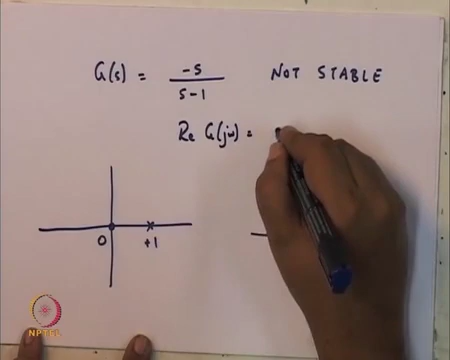 G(s) = -s / s-1 NOT STABLE
Re G(jω) =
0 +1
NPTEL